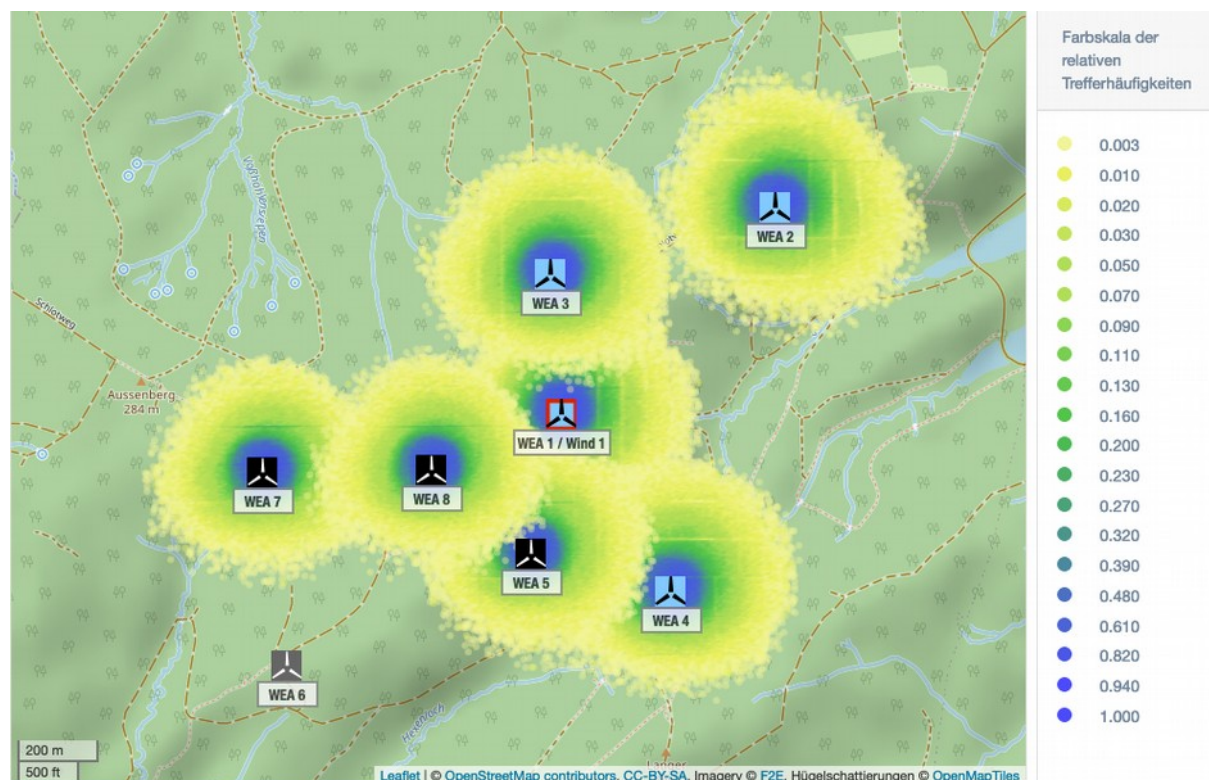 Farbskala der
relativen
Trefferhäufigkeiten
0.003
0.010
0.020
0.030
0.050
0.070
0.090
0.110
0.130
0.160
0.200
0.230
0.270
0.320
0.390
0.480
0.610
0.820
0.940
1.000
WEA 2
WEA 3
Schlotweg
Aussenberg
284 m
WEA 1 / Wind 1
WEA 7
WEA 8
WEA 5
WEA 4
WEA 6
Langer
200 m
500 ft
Leaflet | © OpenStreetMap contributors, CC-BY-SA, Imagery © F2E, Hügelschattierungen © OpenMapTiles